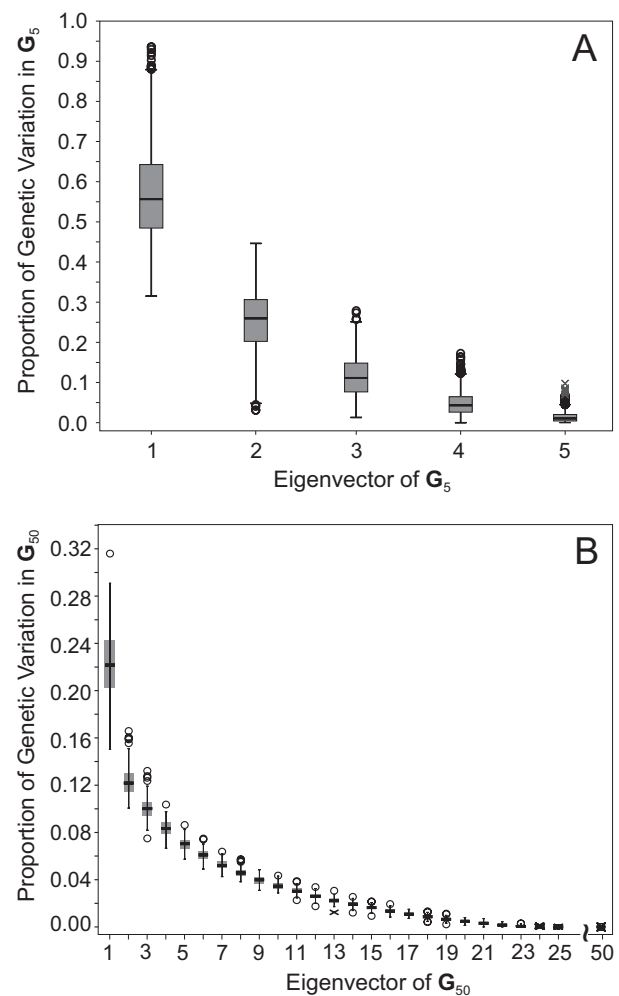 Proportion of Genetic Variation in G5
1.0
0.9
0.8
0.7
0.6
0.5
0.4
0.3
0.2
0.1
0.0
A
1 2 3 4 5
Eigenvector of G5
Proportion of Genetic Variation in G50
0.32
0.28
0.24
0.20
0.16
0.12
0.08
0.04
0.00
B
1 3 5 7 9 11 13 15 17 19 21 23 25 50
Eigenvector of G50